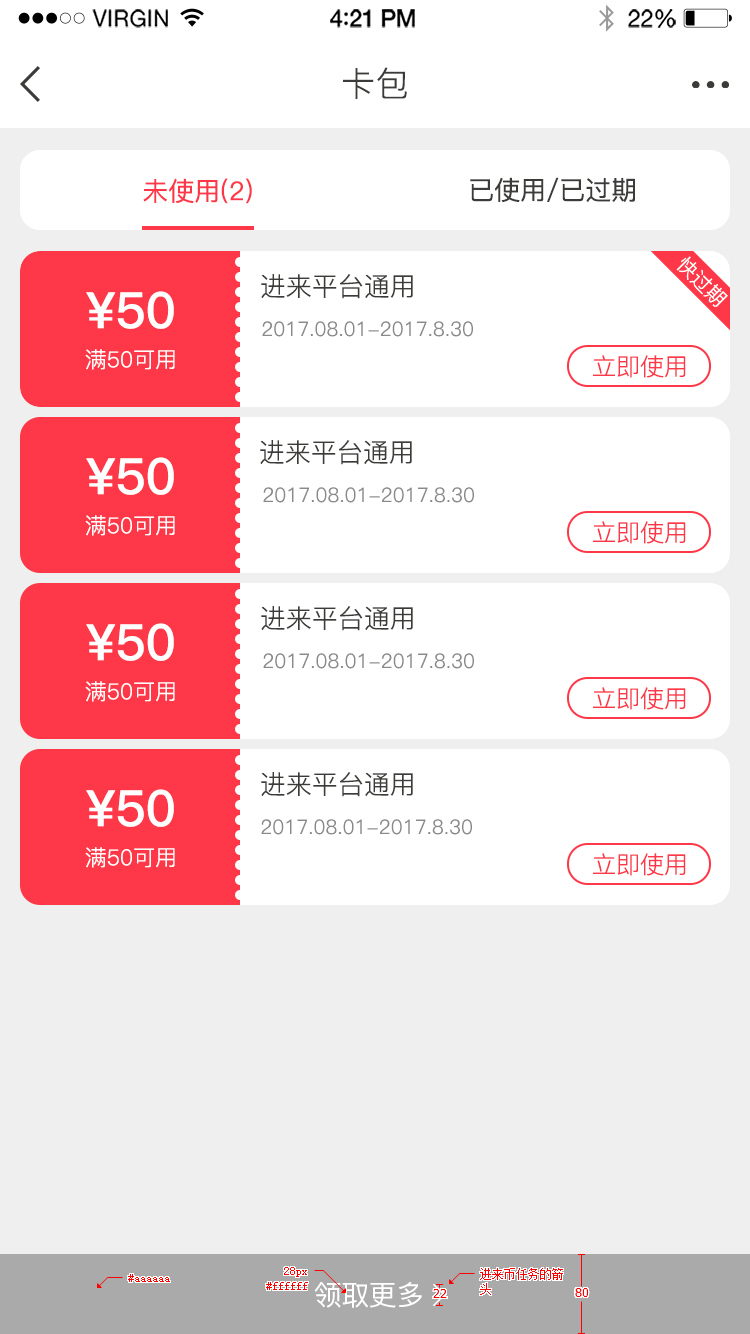 VIRGIN 4:21 PM 22%
卡包
未使用(2) 已使用/已过期
¥50
满50可用
进来平台通用
2017.08.01-2017.8.30
快过期
立即使用
¥50
满50可用
进来平台通用
2017.08.01-2017.8.30
立即使用
¥50
满50可用
进来平台通用
2017.08.01-2017.8.30
立即使用
¥50
满50可用
进来平台通用
2017.08.01-2017.8.30
立即使用
#aaaaaa
28px
#ffffff
领取更多
22
进来币任务的箭
头
80